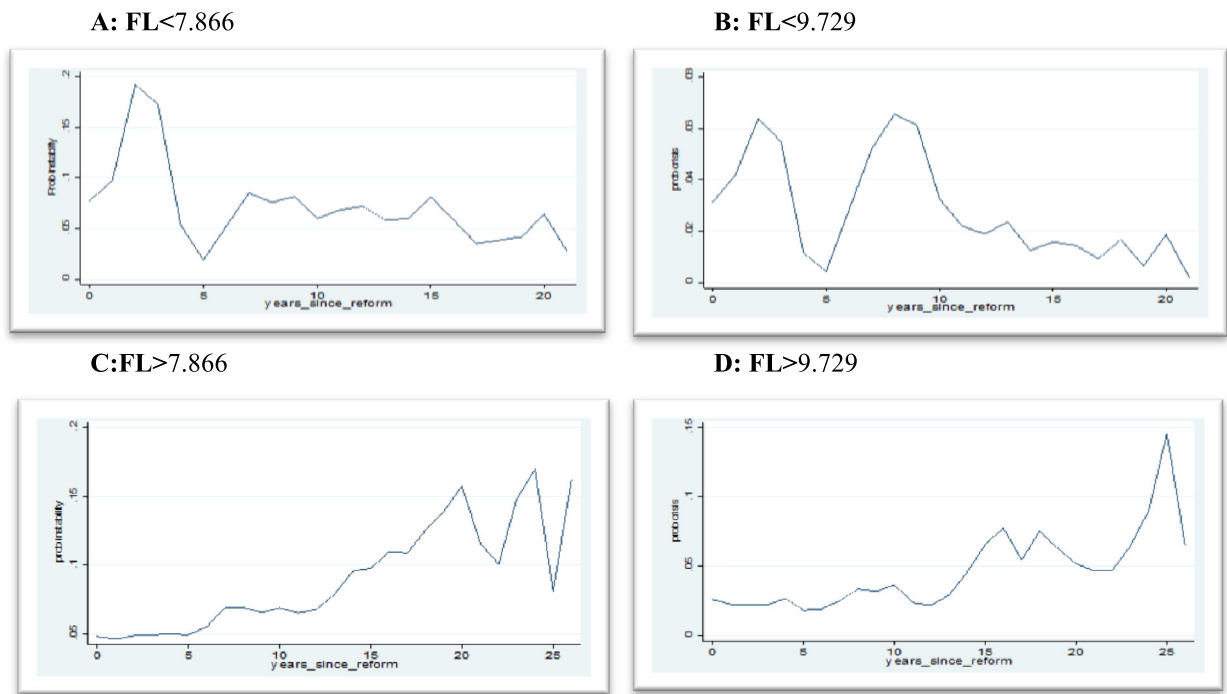 A: FL<7.866
B: FL<9.729
Probinstability
0 .05 .1 .15 .2
0 5 10 15 20
years_since_reform
probcrisis
0 .02 .04 .06 .08
0 5 10 15 20
years_since_reform
C:FL>7.866
D: FL>9.729
probinstability
.05 .1 .15 .2
0 5 10 15 20 25
years_since_reform
probcrisis
0 .05 .1 .15
0 5 10 15 20 25
years_since_reform